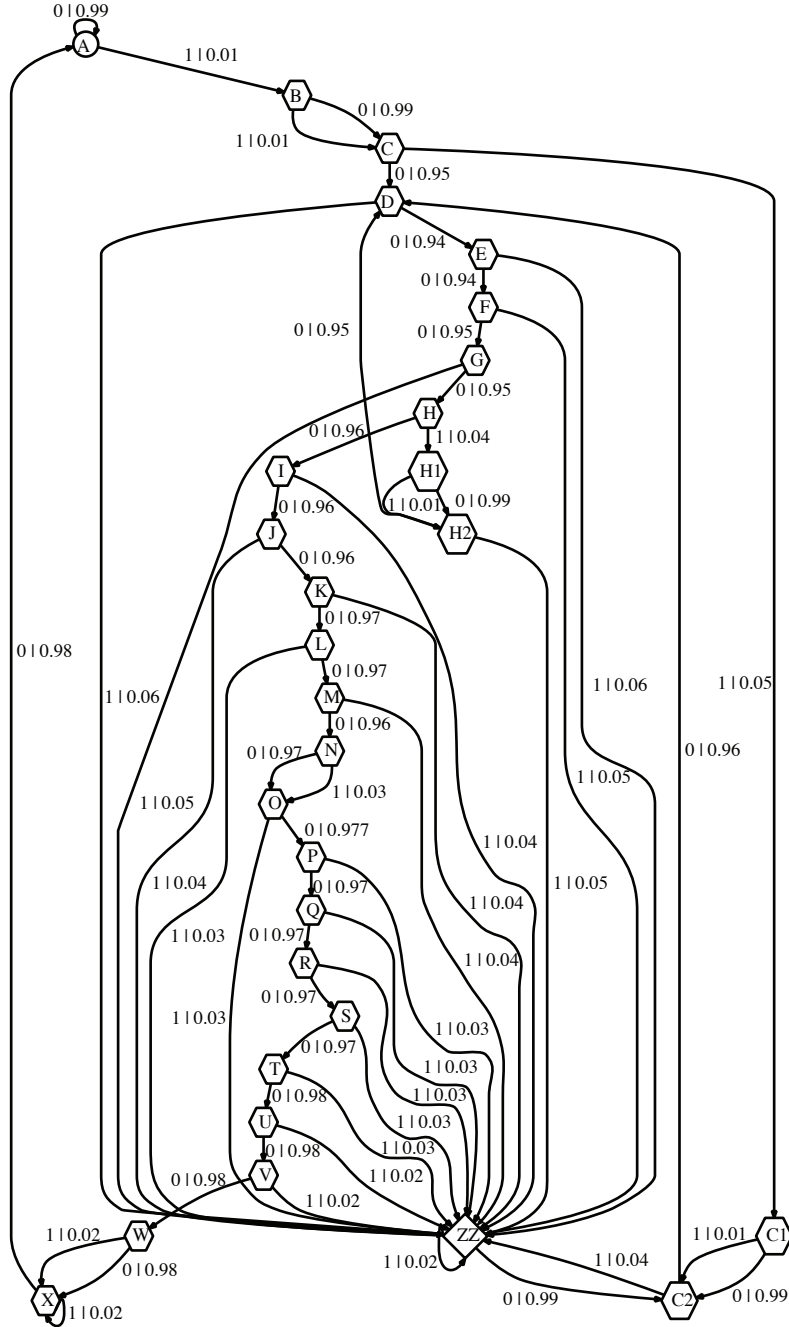 0|0.99
A
1|0.01
B
0|0.99
1|0.01
C
0|0.95
D
0|0.94
E
0|0.94
F
0|0.95
0|0.95
G
0|0.95
H
0|0.96
1|0.04
I
H1
1|0.01
0|0.99
0|0.96
J
H2
0|0.96
K
0|0.97
L
0|0.98
0|0.97
1|0.06
1|0.05
M
1|0.06
0|0.96
N
0|0.97
0|0.96
1|0.05
1|0.03
1|0.05
O
0|0.977
1|0.04
P
1|0.04
0|0.97
1|0.05
1|0.04
Q
1|0.03
0|0.97
R
1|0.04
0|0.97
S
1|0.03
1|0.03
0|0.97
T
1|0.03
0|0.98
1|0.03
U
1|0.03
0|0.98
1|0.03
V
1|0.02
0|0.98
1|0.02
W
1|0.02
ZZ
C1
1|0.01
0|0.98
1|0.02
1|0.04
X
1|0.02
0|0.99
C2
0|0.99